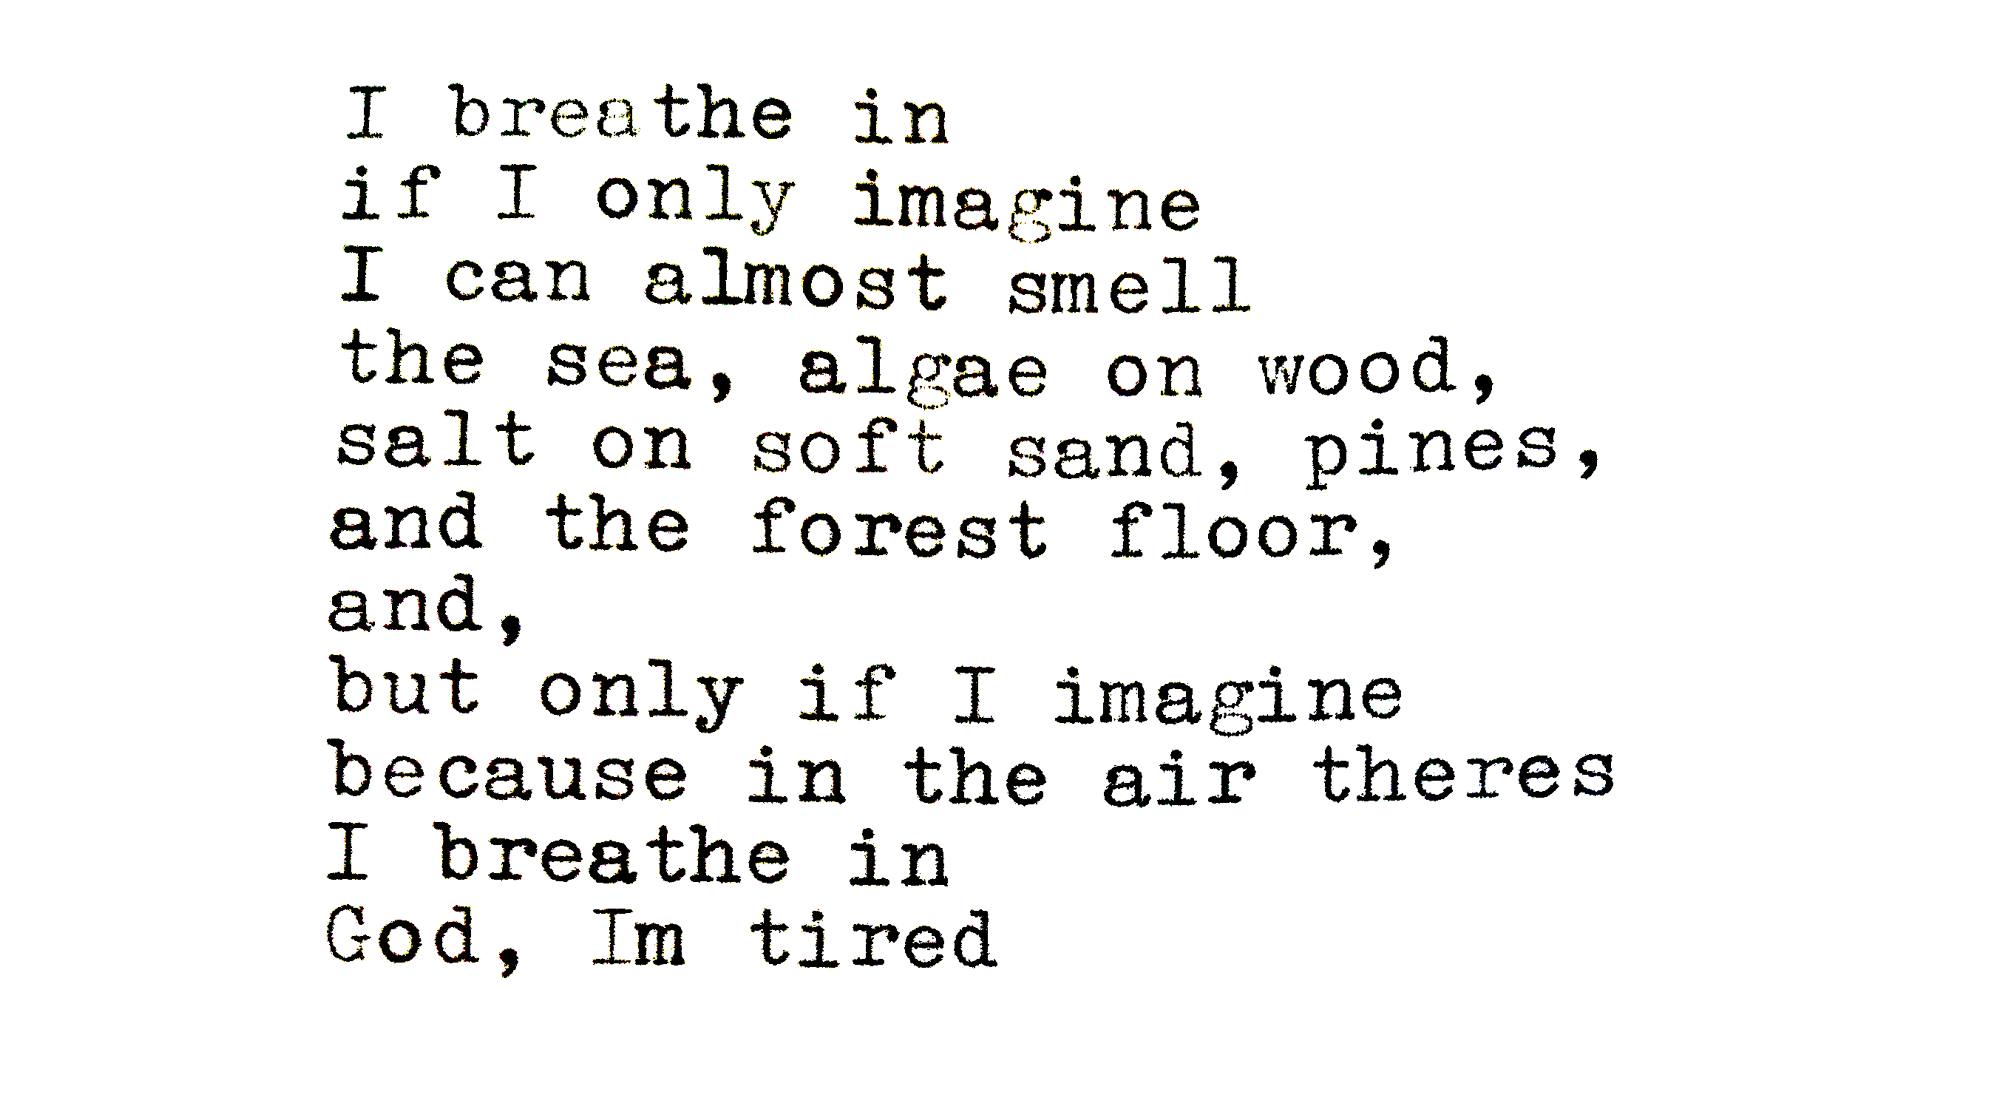 I breathe in
if I only imagine
I can almost smell
the sea, algae on wood,
salt on soft sand, pines,
and the forest floor,
and,
but only if I imagine
because in the air theres
I breathe in
God, Im tired